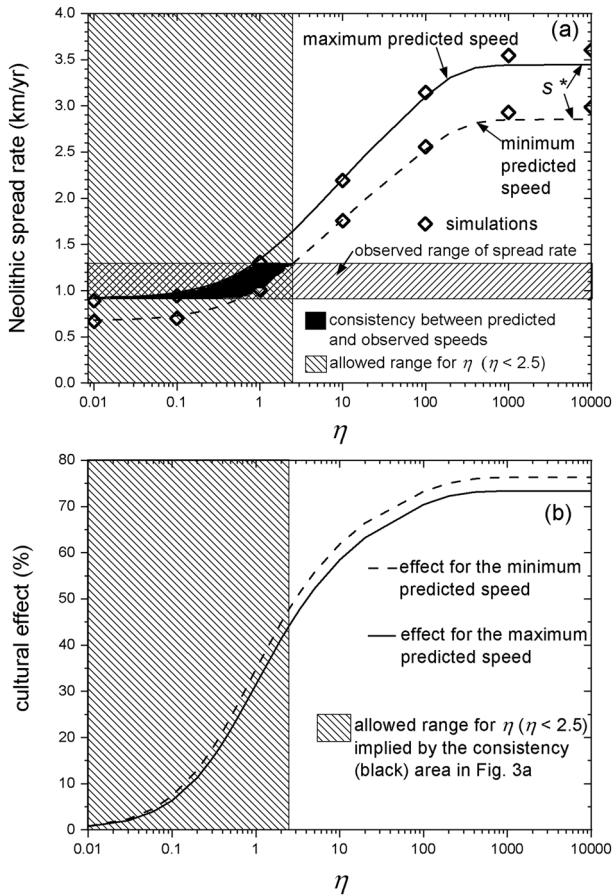 (a)
4.0
3.5
3.0
2.5
2.0
1.5
1.0
0.5
0.0
Neolithic spread rate (km/yr)
maximum predicted speed
s *
minimum
predicted
speed
simulations
observed range of spread rate
consistency between predicted
and observed speeds
allowed range for η (η < 2.5)
0.01 0.1 1 10 100 1000 10000
η
(b)
80
70
60
50
40
30
20
10
0
cultural effect (%)
effect for the minimum
predicted speed
effect for the maximum
predicted speed
allowed range for η (η < 2.5)
implied by the consistency
(black) area in Fig. 3a
0.01 0.1 1 10 100 1000 10000
η